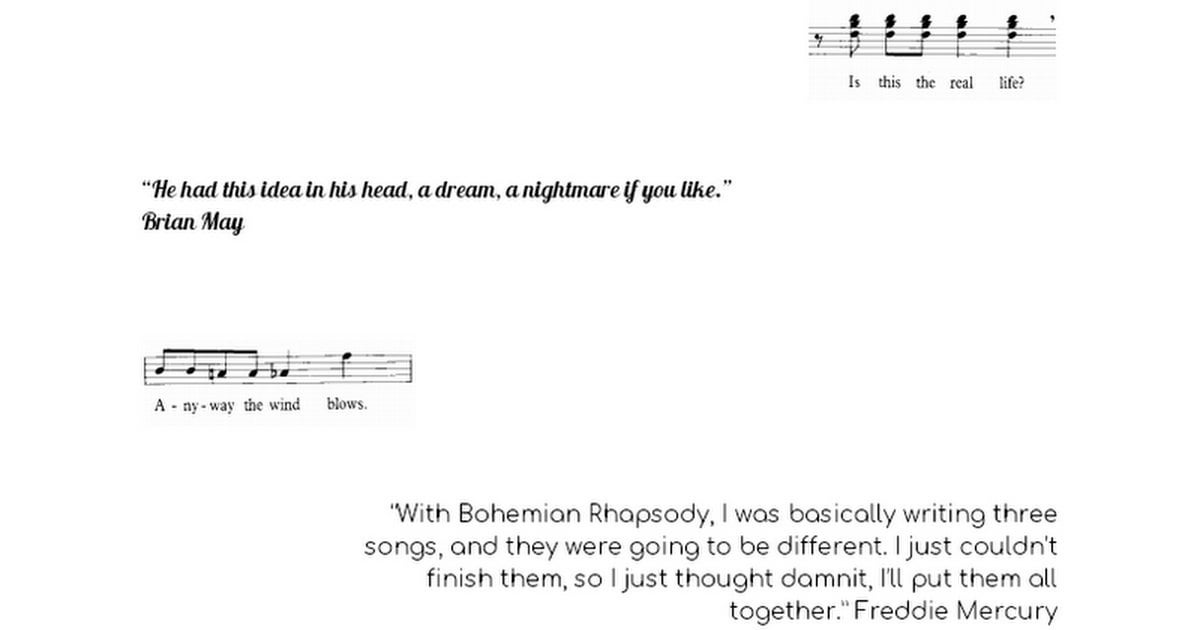 Is this the real life?
“He had this idea in his head, a dream, a nightmare if you like.”
Brian May
A - ny - way the wind blows.
“With Bohemian Rhapsody, I was basically writing three
songs, and they were going to be different. I just couldn't
finish them, so I just thought damnit, I'll put them all
together.” Freddie Mercury